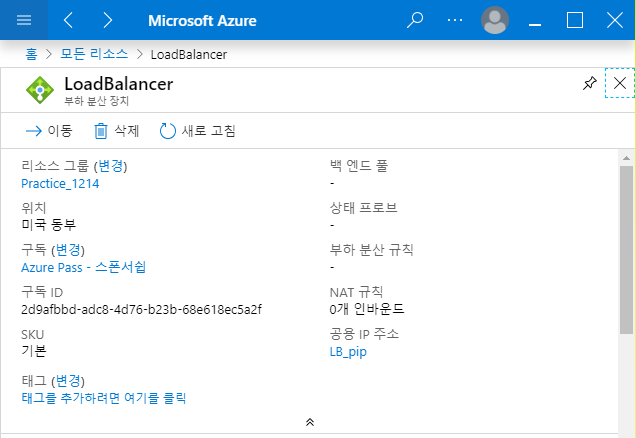 Microsoft Azure
홈 > 모든 리소스 > LoadBalancer
LoadBalancer
부하 분산 장치
이동 삭제 새로 고침
리소스 그룹 (변경)
Practice_1214
위치
미국 동부
구독 (변경)
Azure Pass - 스폰서쉽
구독 ID
2d9afbbd-adc8-4d76-b23b-68e618ec5a2f
SKU
기본
태그 (변경)
태그를 추가하려면 여기를 클릭
백 엔드 풀
-
상태 프로브
-
부하 분산 규칙
-
NAT 규칙
0개 인바운드
공용 IP 주소
LB_pip